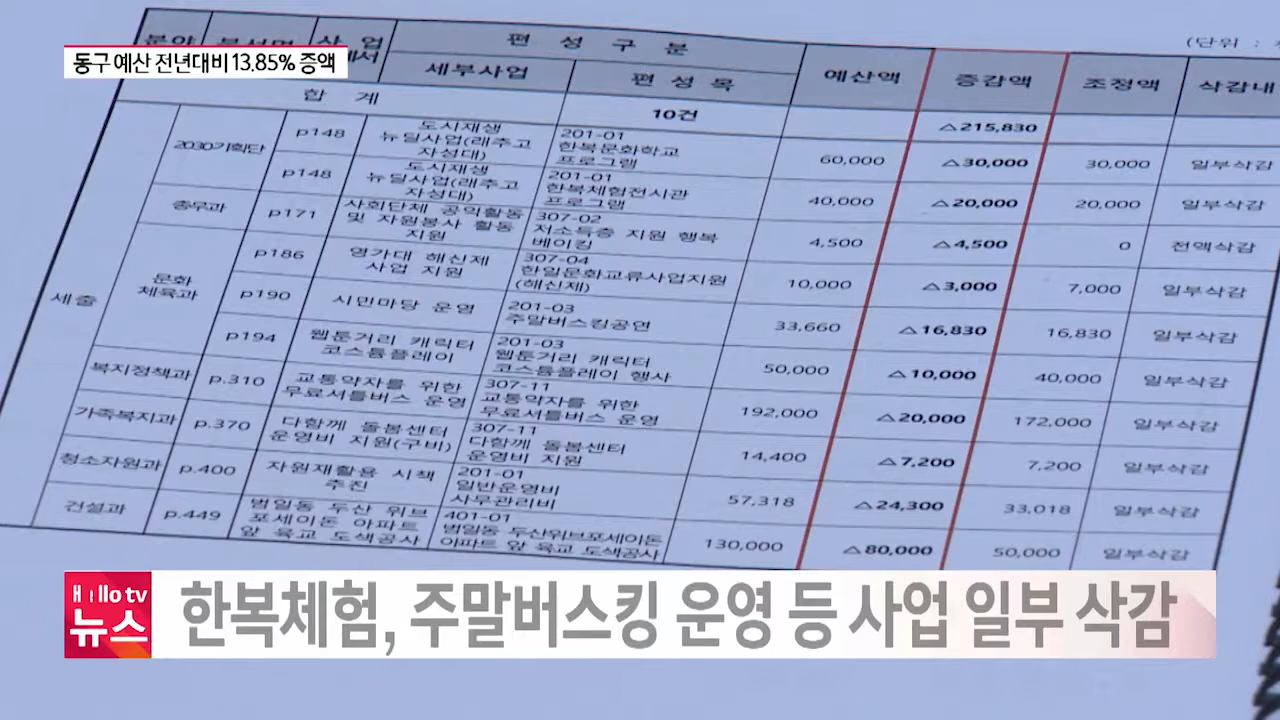 동구 예산 전년대비 13.85% 증액
(단위 :
편 성 구 분
세부사업 편 성 목 예산액 증감액 조정액 삭감내
합 계 10건 △215,830
세출
2030기획단 p148 도시재생 뉴딜사업(래추고 자성대) 201-01 한복문화학교 프로그램 60,000 △30,000 30,000 일부삭감
p148 도시재생 뉴딜사업(래추고 자성대) 201-01 한복체험전시관 프로그램 40,000 △20,000 20,000 일부삭감
총무과 p171 사회단체 공익활동 및 자원봉사 활동 지원 307-02 저소득층 지원 행복 베이킹 4,500 △4,500 0 전액삭감
문화 체육과 p186 영가대 해신제 사업 지원 307-04 한일문화교류사업지원 (해신제) 10,000 △3,000 7,000 일부삭감
p190 시민마당 운영 201-03 주말버스킹공연 33,660 △16,830 16,830 일부삭감
p194 웹툰거리 캐릭터 코스튬플레이 201-03 웹툰거리 캐릭터 코스튬플레이 행사 50,000 △10,000 40,000 일부삭감
복지정책과 p.310 교통약자를 위한 무료셔틀버스 운영 307-11 교통약자를 위한 무료셔틀버스 운영 192,000 △20,000 172,000 일부삭감
가족복지과 p.370 다함께 돌봄센터 운영비 지원(구비) 307-11 다함께 돌봄센터 운영비 지원 14,400 △7,200 7,200 일부삭감
청소자원과 p.400 자원재활용 시책 추진 201-01 일반운영비 사무관리비 57,318 △24,300 33,018 일부삭감
건설과 p.449 범일동 두산 위브 포세이돈 아파트 앞 육교 도색공사 401-01 범일동 두산위브포세이돈 아파트 앞 육교 도색공사 130,000 △80,000 50,000 일부삭감
Hello tv
뉴스
한복체험, 주말버스킹 운영 등 사업 일부 삭감